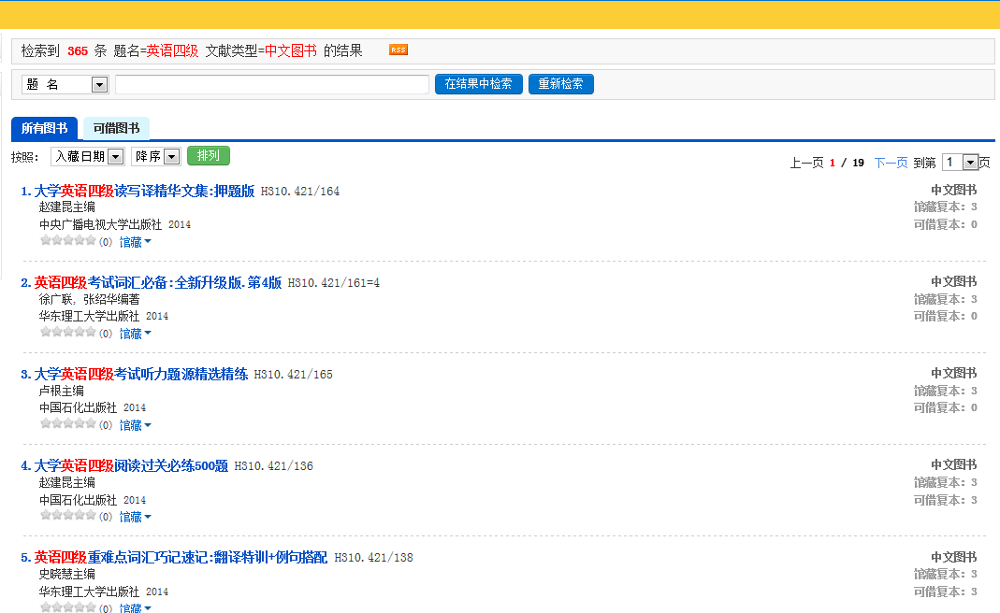 检索到 365 条 题名=英语四级 文献类型=中文图书 的结果 RSS
题 名 在结果中检索 重新检索
所有图书 可借图书
按照: 入藏日期 降序 排列 上一页 1 / 19 下一页 到第 1 页
1. 大学英语四级读写译精华文集:押题版 H310.421/164 中文图书
赵建昆主编 馆藏复本: 3
中央广播电视大学出版社 2014 可借复本: 0
(0) 馆藏
2. 英语四级考试词汇必备:全新升级版.第4版 H310.421/161=4 中文图书
徐广联, 张绍华编著 馆藏复本: 3
华东理工大学出版社 2014 可借复本: 0
(0) 馆藏
3. 大学英语四级考试听力题源精选精练 H310.421/165 中文图书
卢根主编 馆藏复本: 3
中国石化出版社 2014 可借复本: 0
(0) 馆藏
4. 大学英语四级阅读过关必练500题 H310.421/136 中文图书
赵建昆主编 馆藏复本: 3
中国石化出版社 2014 可借复本: 3
(0) 馆藏
5. 英语四级重难点词汇巧记速记:翻译特训+例句搭配 H310.421/138 中文图书
史晓慧主编 馆藏复本: 3
华东理工大学出版社 2014 可借复本: 3
(0) 馆藏